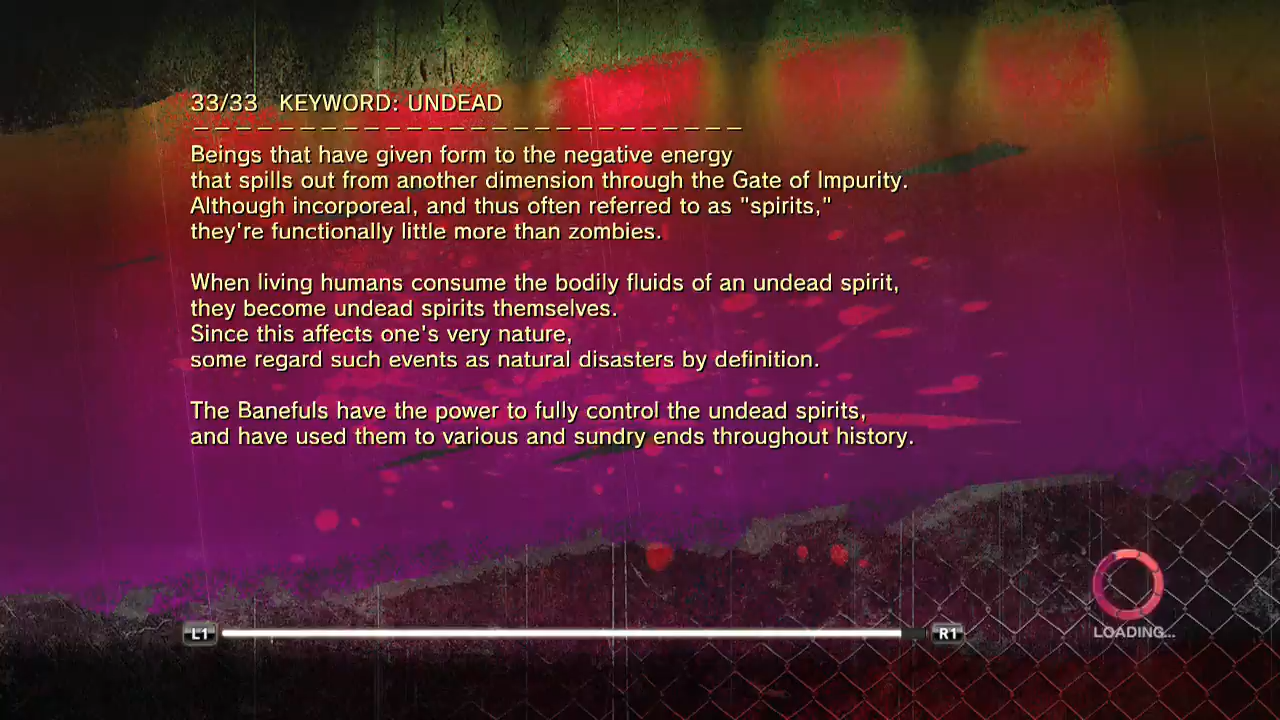 33/33 KEYWORD: UNDEAD
Beings that have given form to the negative energy
that spills out from another dimension through the Gate of Impurity.
Although incorporeal, and thus often referred to as "spirits,"
they're functionally little more than zombies.
When living humans consume the bodily fluids of an undead spirit,
they become undead spirits themselves.
Since this affects one's very nature,
some regard such events as natural disasters by definition.
The Banefuls have the power to fully control the undead spirits,
and have used them to various and sundry ends throughout history.
L1 R1
LOADING...